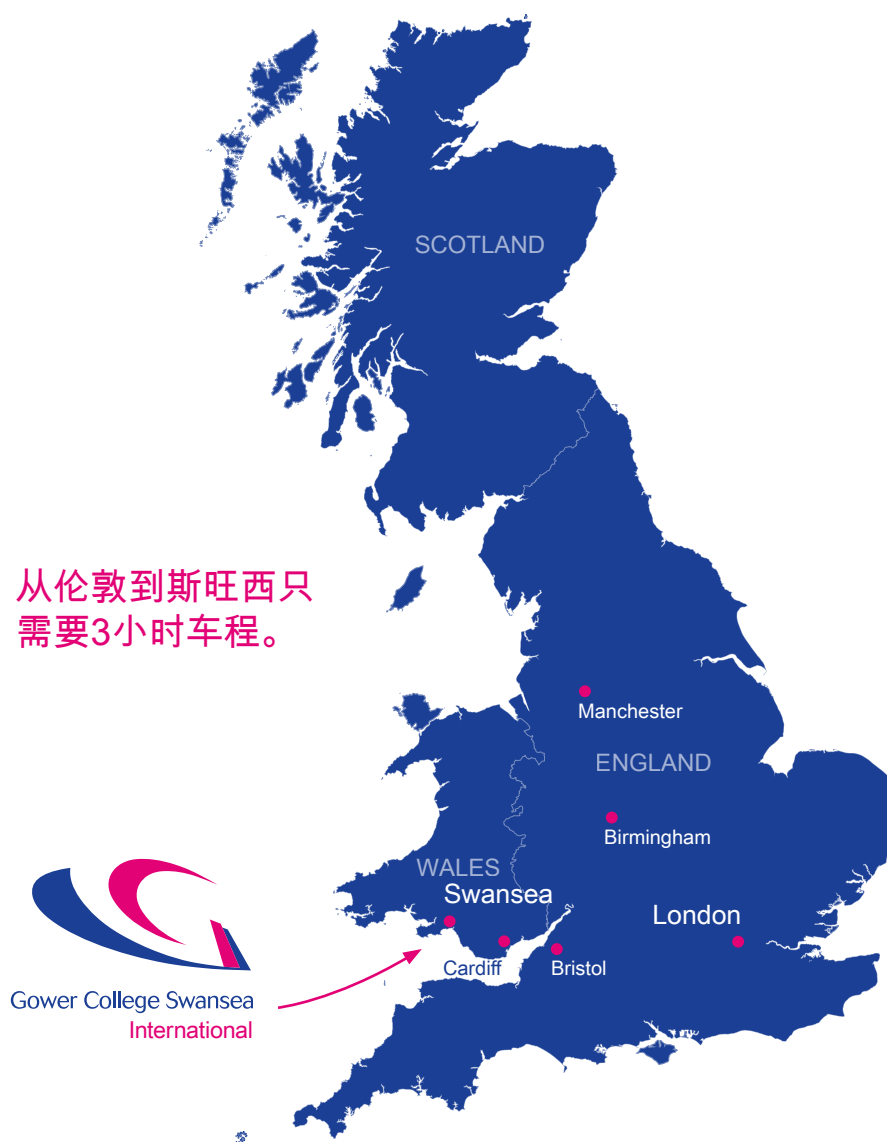 SCOTLAND
从伦敦到斯旺西只
需要3小时车程。
Manchester
ENGLAND
Birmingham
WALES
Swansea
London
Cardiff
Bristol
Gower College Swansea
International